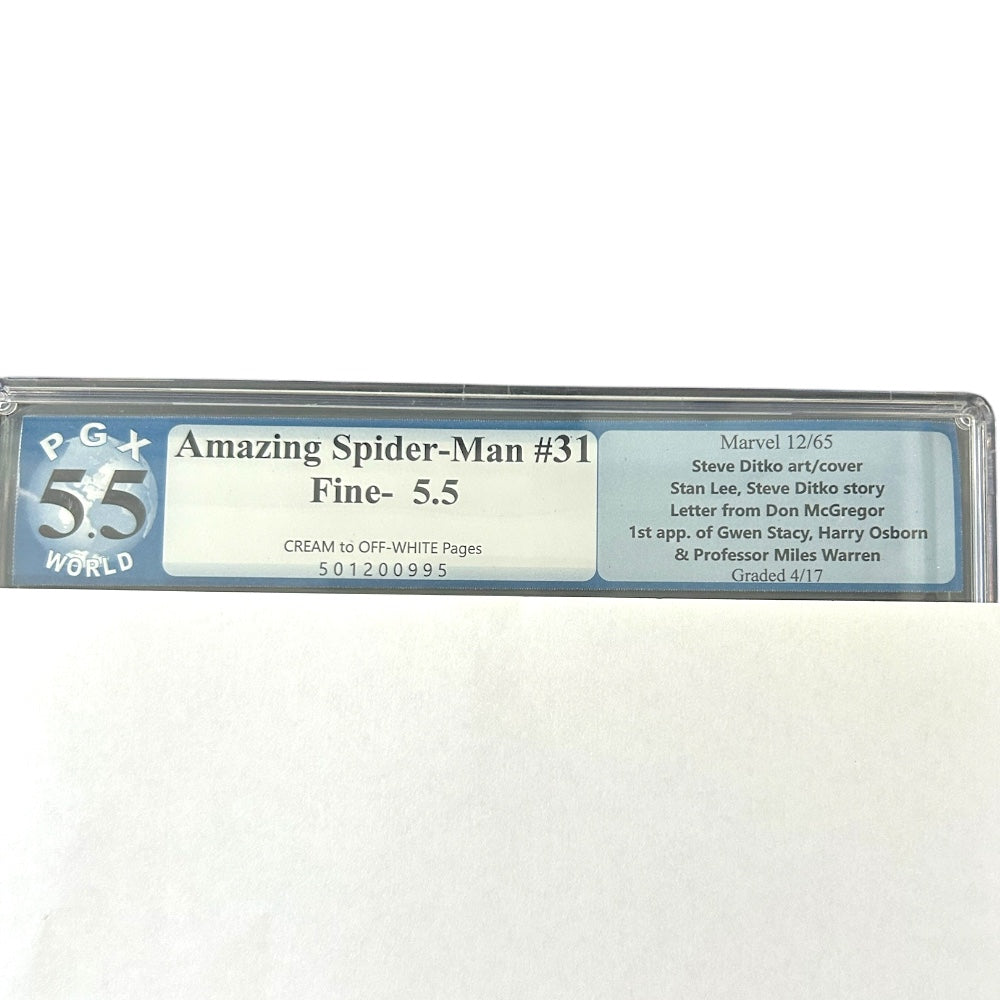 PGX
5.5
WORLD
Amazing Spider-Man #31
Fine- 5.5
CREAM to OFF-WHITE Pages
501200995
Marvel 12/65
Steve Ditko art/cover
Stan Lee, Steve Ditko story
Letter from Don McGregor
1st app. of Gwen Stacy, Harry Osborn
& Professor Miles Warren
Graded 4/17